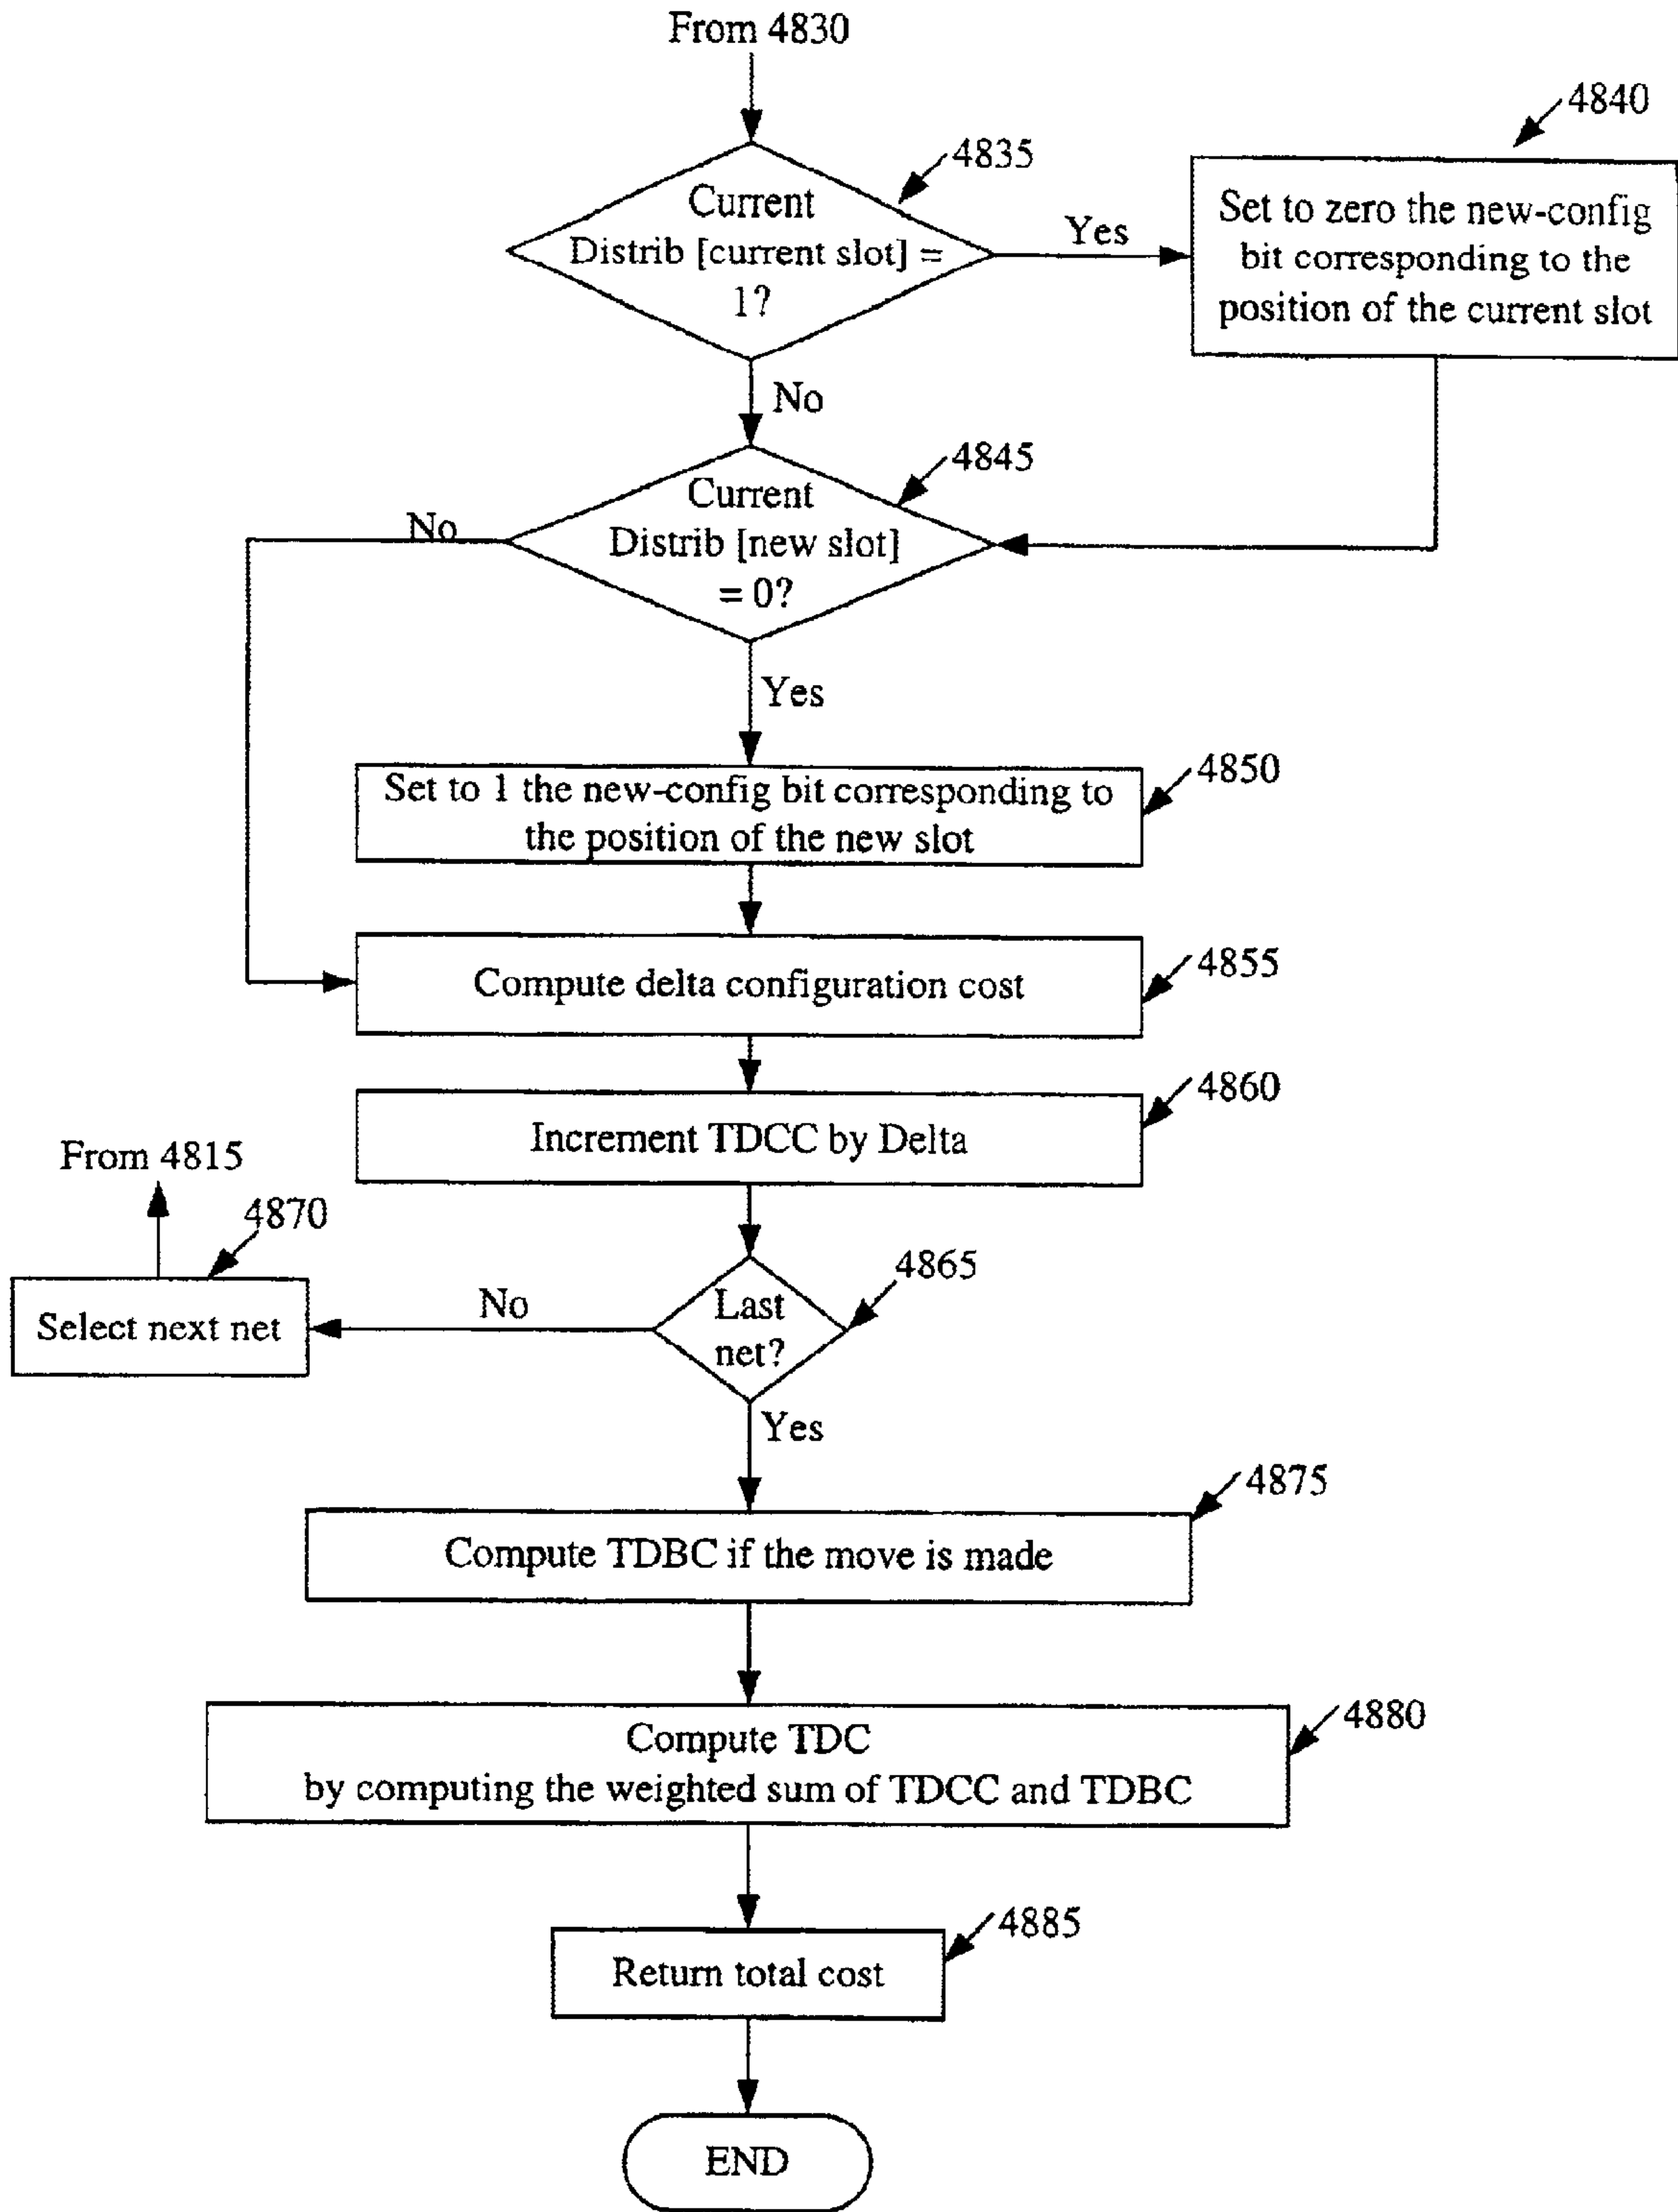 From 4830
4840
4835
Current
Distrib [current slot] =
1?
Yes
Set to zero the new-config
bit corresponding to the
position of the current slot
No
4845
Current
Distrib [new slot]
= 0?
No
Yes
4850
Set to 1 the new-config bit corresponding to
the position of the new slot
4855
Compute delta configuration cost
4860
Increment TDCC by Delta
From 4815
4870
Select next net
No
4865
Last
net?
Yes
4875
Compute TDBC if the move is made
4880
Compute TDC
by computing the weighted sum of TDCC and TDBC
4885
Return total cost
END